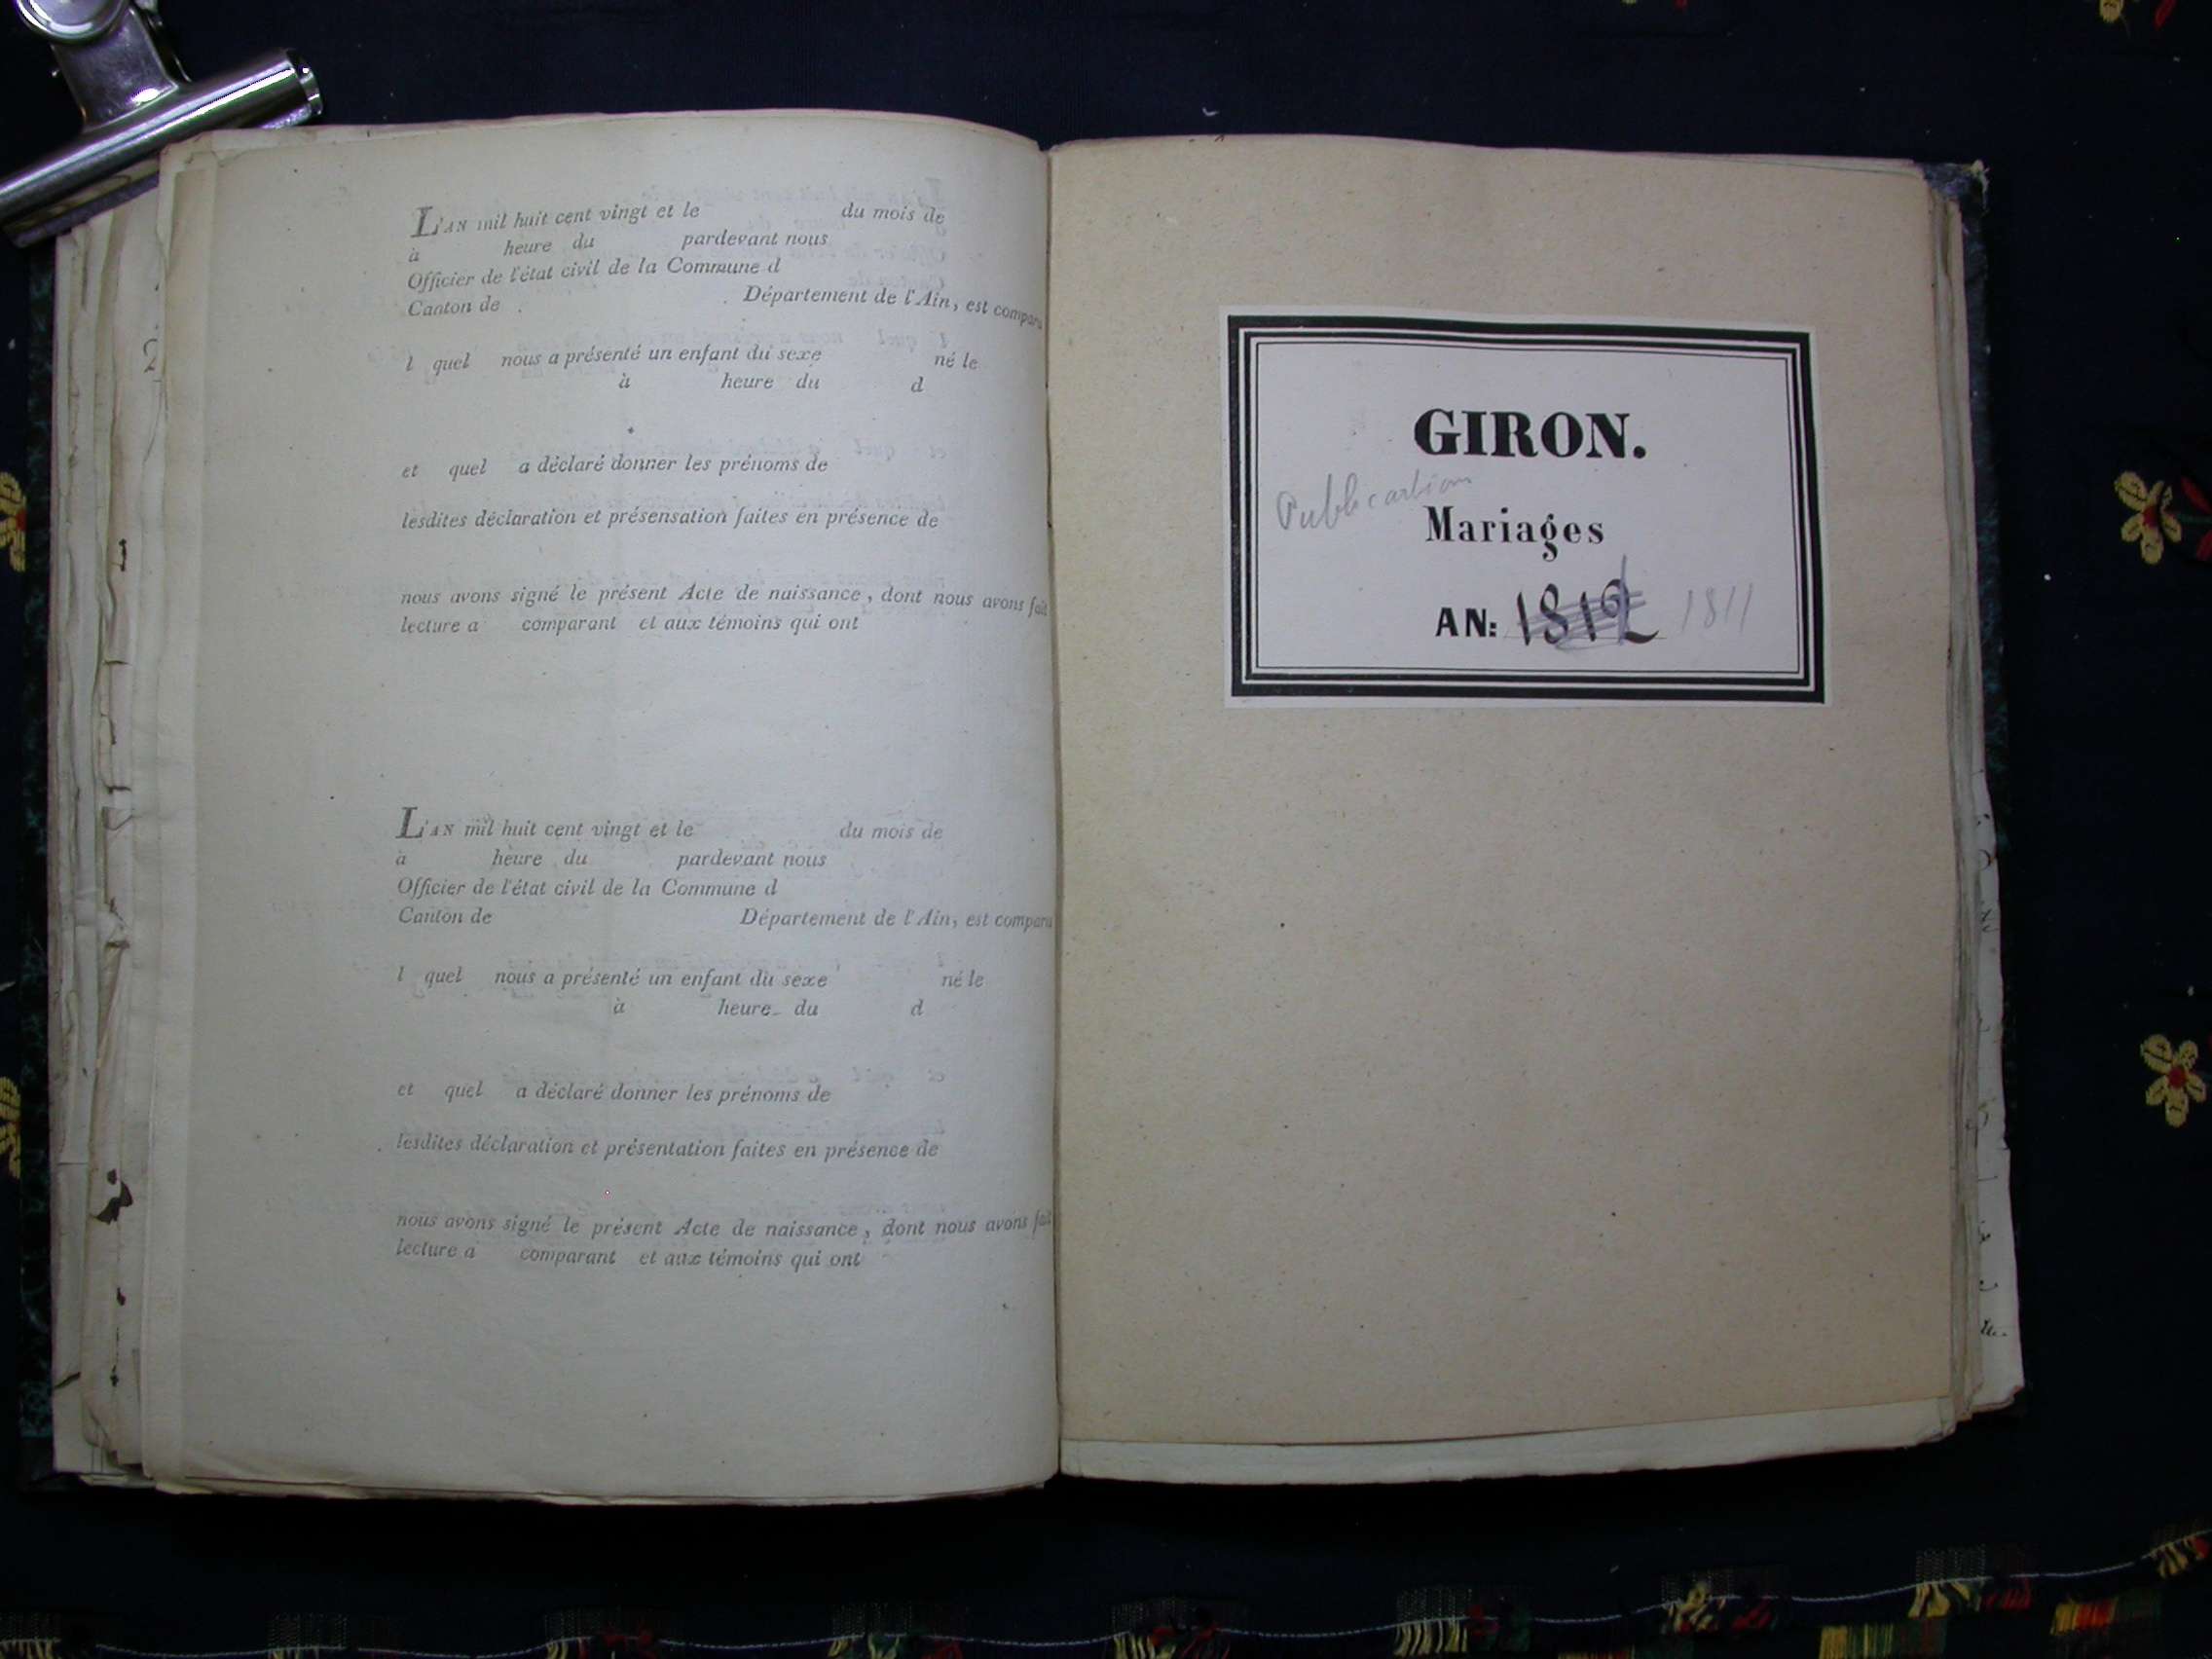 L'AN mil huit cent vingt et le du mois de
à heure du pardevant nous
Officier de l'état civil de la Commune d
Canton de Département de l'Ain, est comparu
l quel nous a présenté un enfant du sexe né le
à heure du d
et quel a déclaré donner les prénoms de
lesdites déclaration et présensation faites en présence de
nous avons signé le présent Acte de naissance, dont nous avons fait
lecture a comparant et aux témoins qui ont
L'AN mil huit cent vingt et le du mois de
à heure du pardevant nous
Officier de l'état civil de la Commune d
Canton de Département de l'Ain, est comparu
l quel nous a présenté un enfant du sexe né le
à heure du d
et quel a déclaré donner les prénoms de
lesdites déclaration et présentation faites en présence de
nous avons signé le présent Acte de naissance, dont nous avons fait
lecture a comparant et aux témoins qui ont
GIRON.
Publication
Mariages
AN: 1812 1811